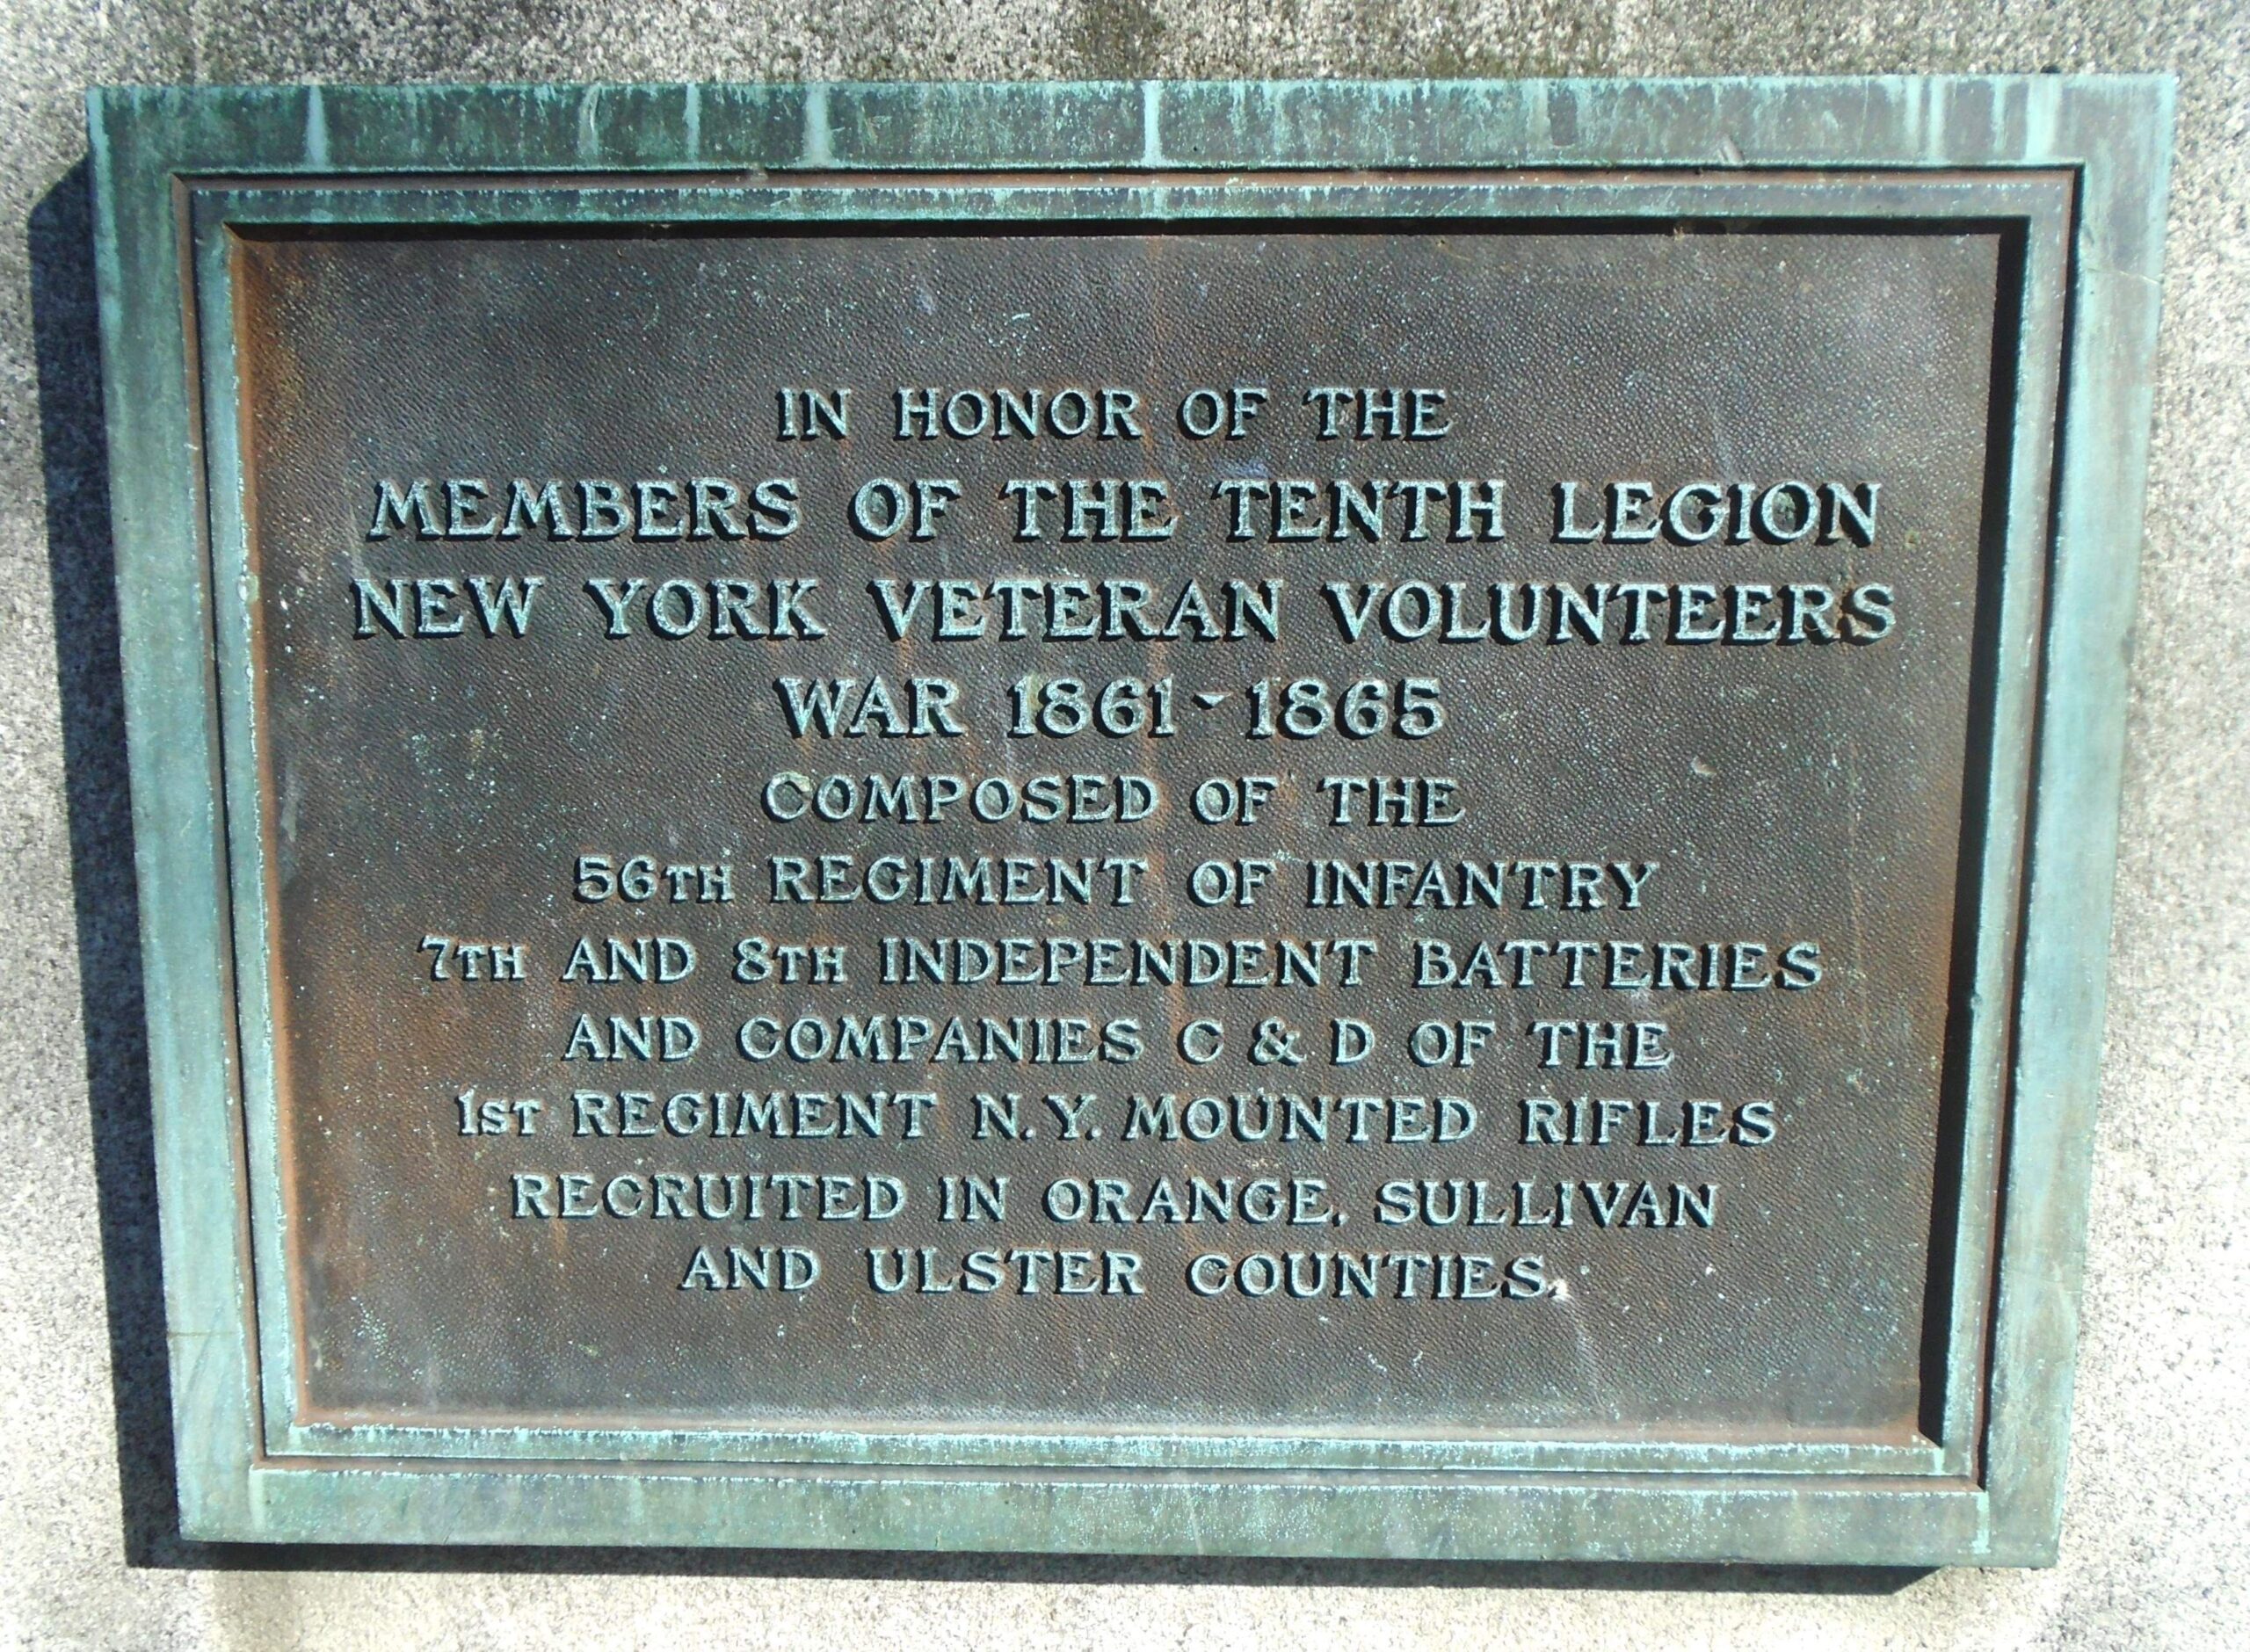 IN HONOR OF THE
MEMBERS OF THE TENTH LEGION
NEW YORK VETERAN VOLUNTEERS
WAR 1861-1865
COMPOSED OF THE
56TH REGIMENT OF INFANTRY
7TH AND 8TH INDEPENDENT BATTERIES
AND COMPANIES C & D OF THE
1ST REGIMENT N.Y. MOUNTED RIFLES
RECRUITED IN ORANGE, SULLIVAN
AND ULSTER COUNTIES.